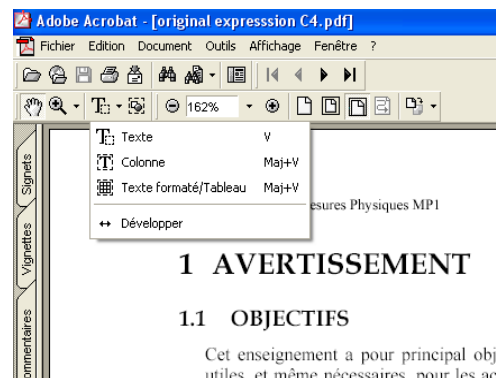 Adobe Acrobat - [original expresssion C4.pdf]
Fichier Edition Document Outils Affichage Fenêtre ?
162%
Texte V
Colonne Maj+V
Texte formaté/Tableau Maj+V
Développer
Signets
Vignettes
esures Physiques MP1
1 AVERTISSEMENT
1.1 OBJECTIFS
Cet enseignement a pour principal obj
utiles, et même nécessaires, pour les ac
ommentaires